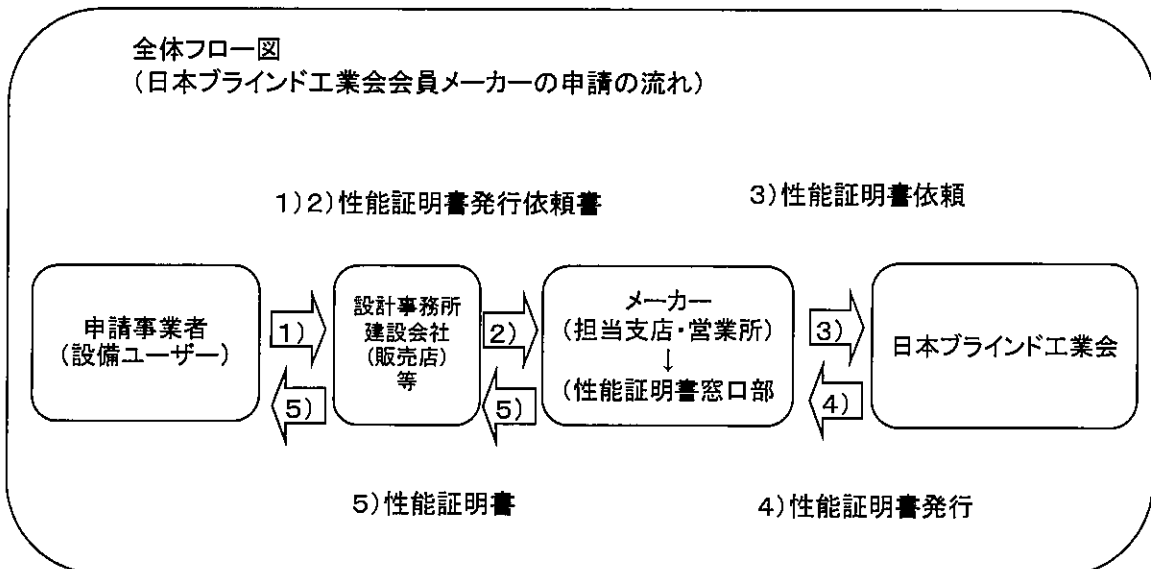 全体フロー図
(日本ブラインド工業会会員メーカーの申請の流れ)
1)2)性能証明書発行依頼書
3)性能証明書依頼
申請事業者
(設備ユーザー)
1)
5)
設計事務所
建設会社
(販売店)
等
2)
5)
メーカー
(担当支店・営業所)
↓
(性能証明書窓口部
3)
4)
日本ブラインド工業会
5)性能証明書
4)性能証明書発行